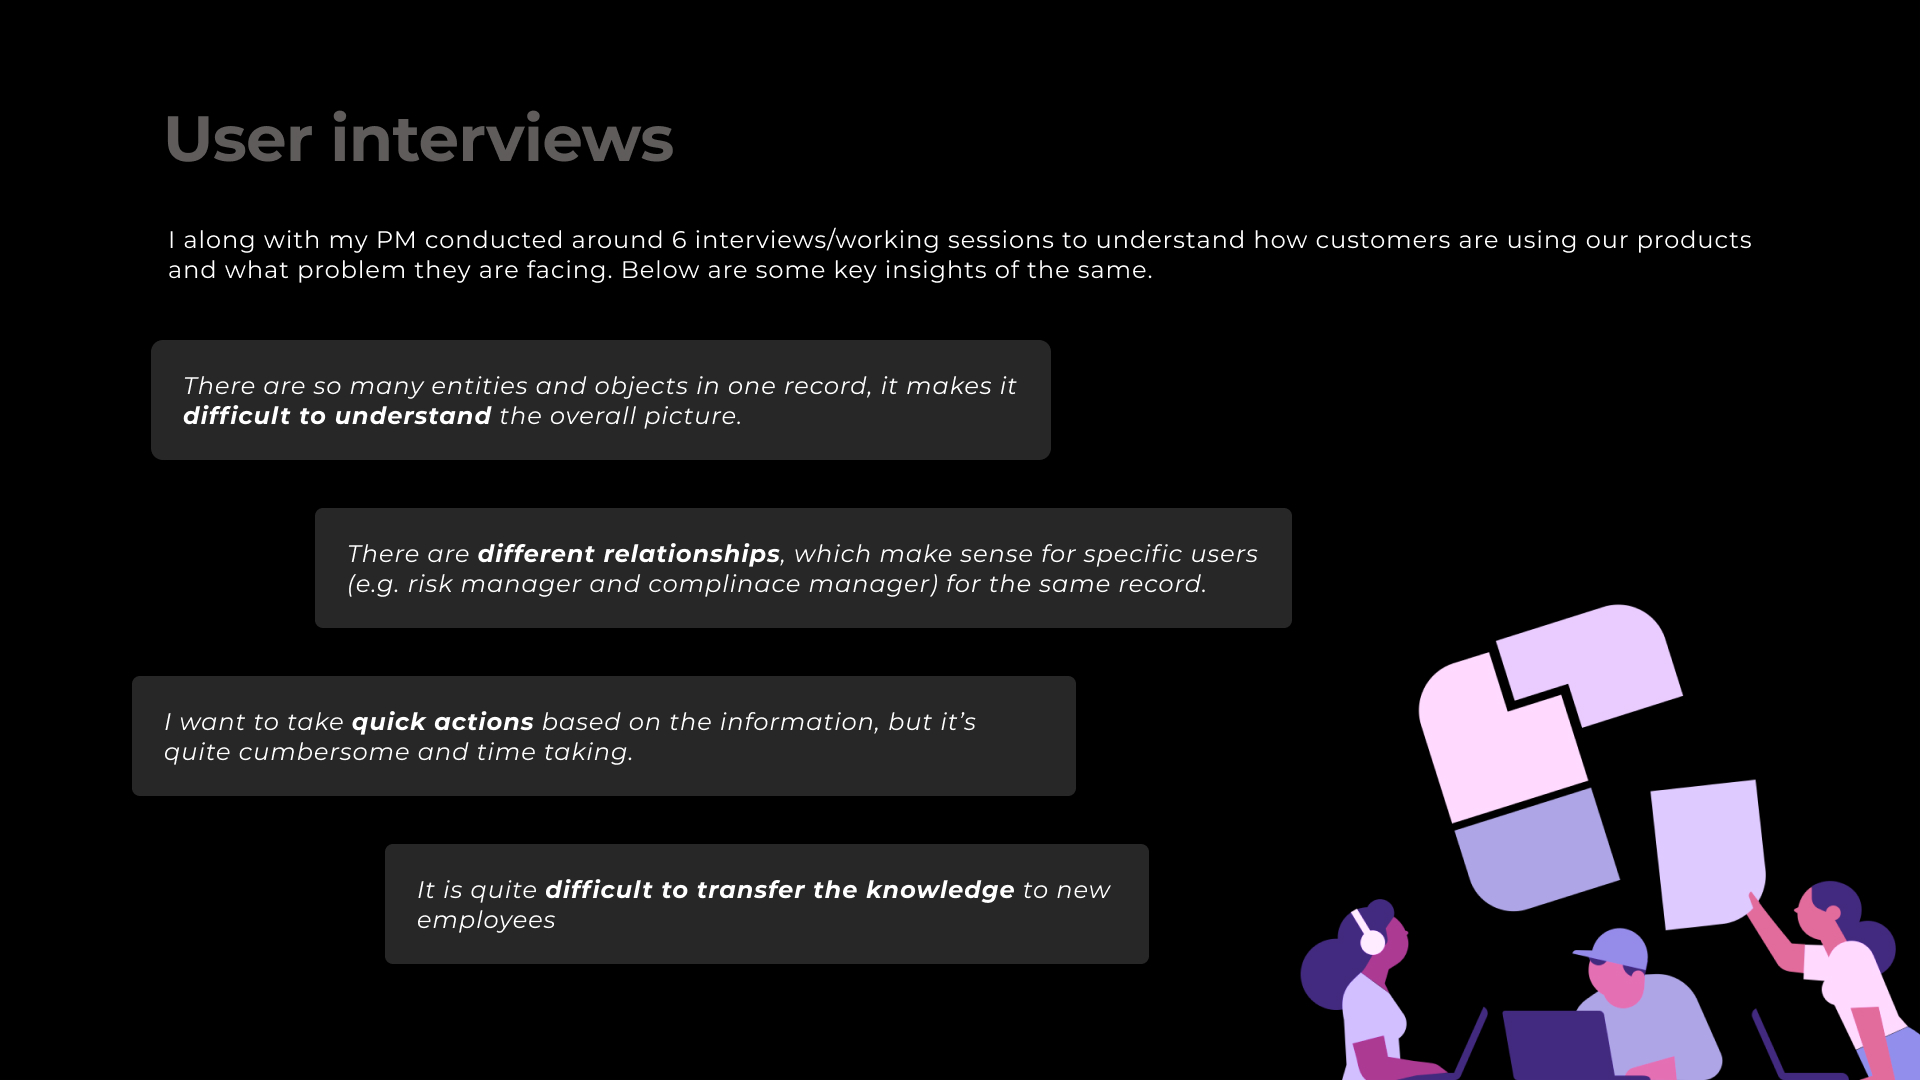 User interviews
I along with my PM conducted around 6 interviews/working sessions to understand how customers are using our products
and what problem they are facing. Below are some key insights of the same.
There are so many entities and objects in one record, it makes it
difficult to understand the overall picture.
There are different relationships, which make sense for specific users
(e.g. risk manager and complinace manager) for the same record.
I want to take quick actions based on the information, but it’s
quite cumbersome and time taking.
It is quite difficult to transfer the knowledge to new
employees